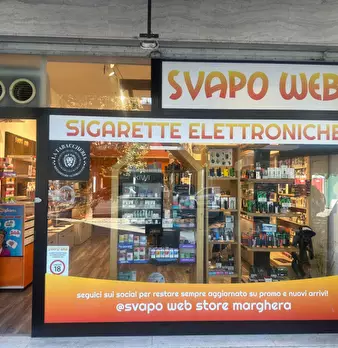 SVAPO WEB
SIGARETTE ELETTRONICHE
LA TABACCHERIA
18
seguici sui social per restare sempre aggiornato su promo e nuovi arrivi!
@svapo web store marghera